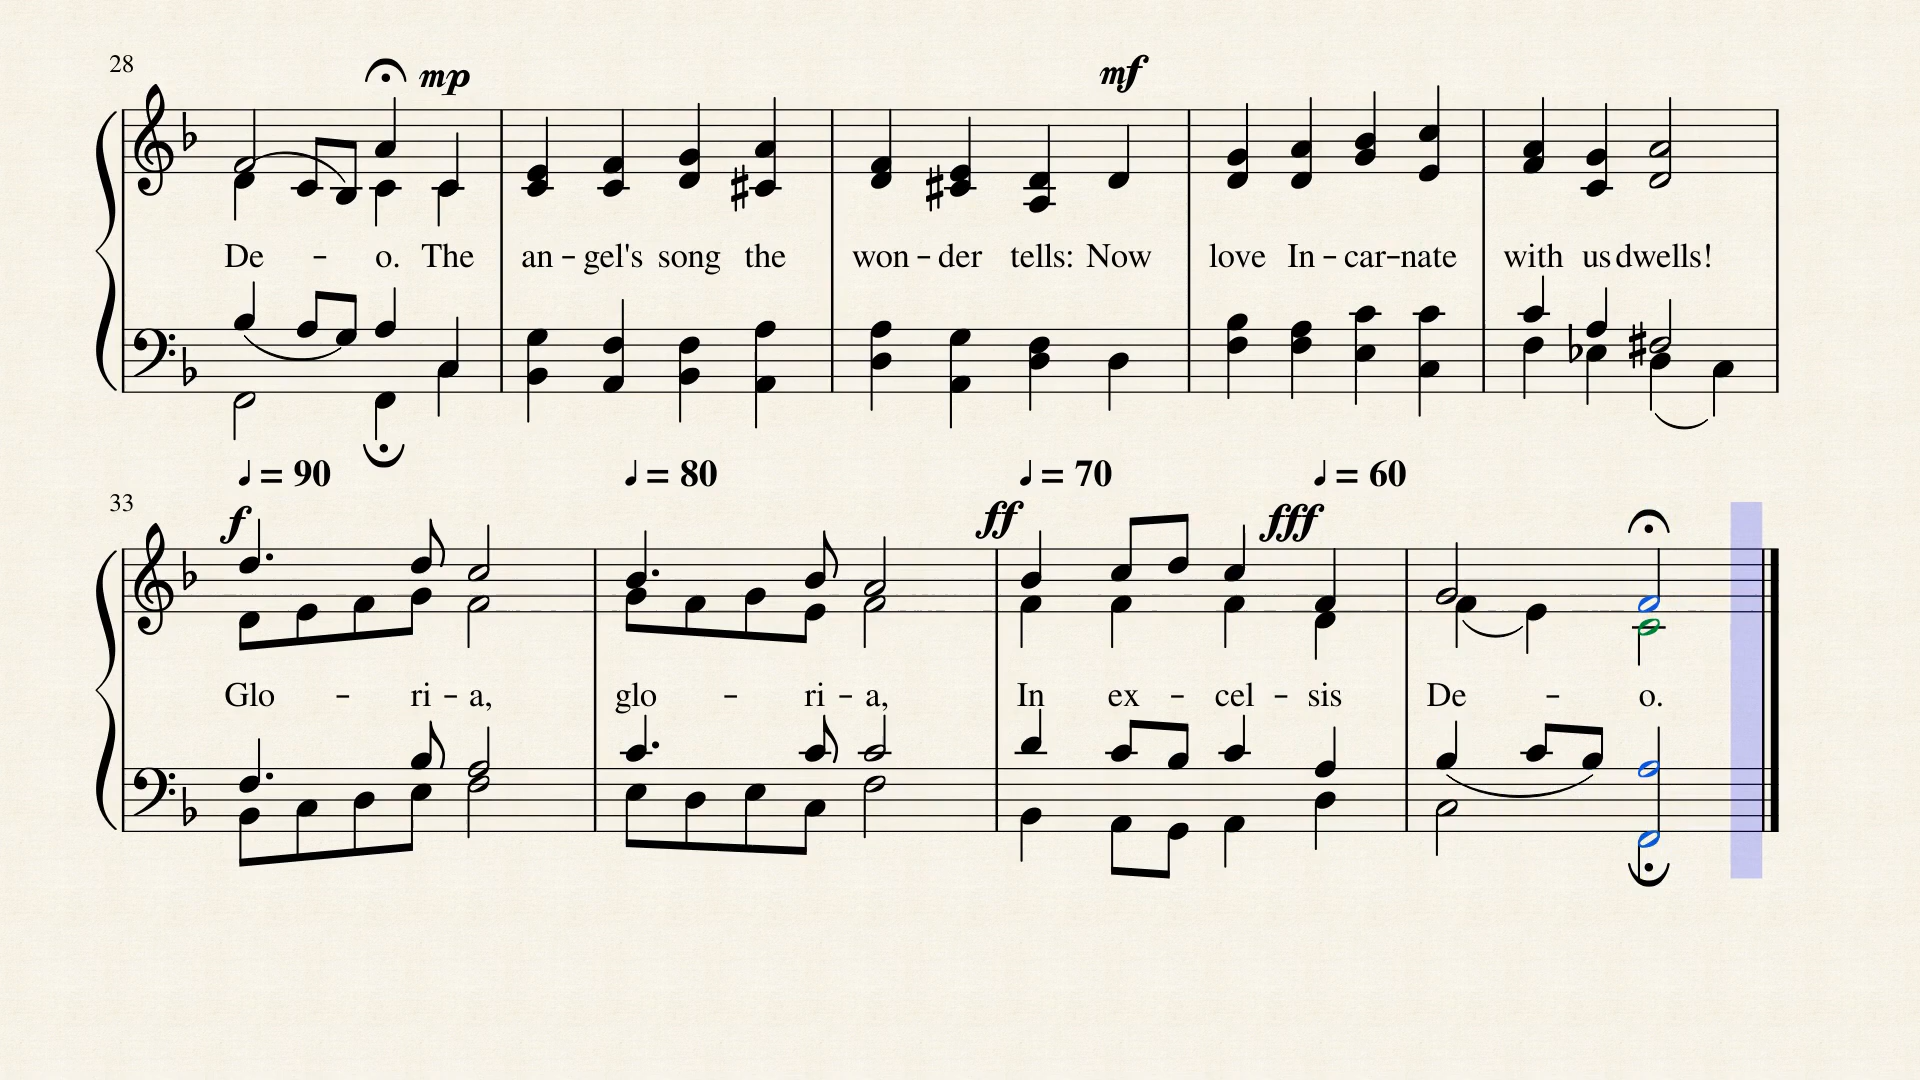 28
mp
mf
De - o. The an - gel's song the won - der tells: Now love In - car - nate with us dwells!
♩ = 90 ♩ = 80 ♩ = 70 ♩ = 60
33
f ff fff
Glo - ri - a, glo - ri - a, In ex - cel - sis De - o.